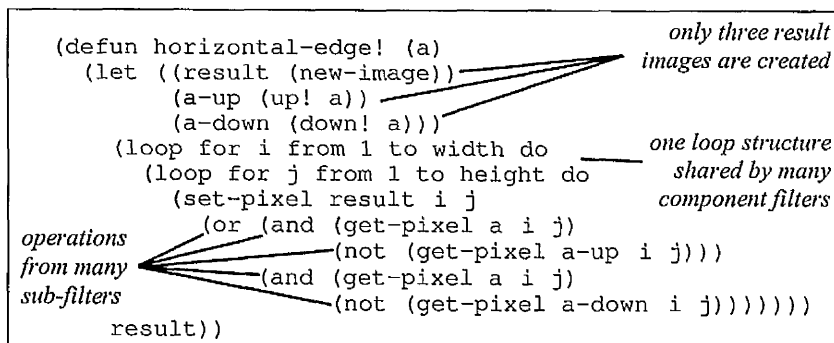 (defun horizontal-edge! (a)
(let ((result (new-image))
(a-up (up! a))
(a-down (down! a)))
(loop for i from 1 to width do
(loop for j from 1 to height do
(set-pixel result i j
(or (and (get-pixel a i j)
(not (get-pixel a-up i j)))
(and (get-pixel a i j)
(not (get-pixel a-down i j)))))))
result))
only three result
images are created
one loop structure
shared by many
component filters
operations
from many
sub-filters